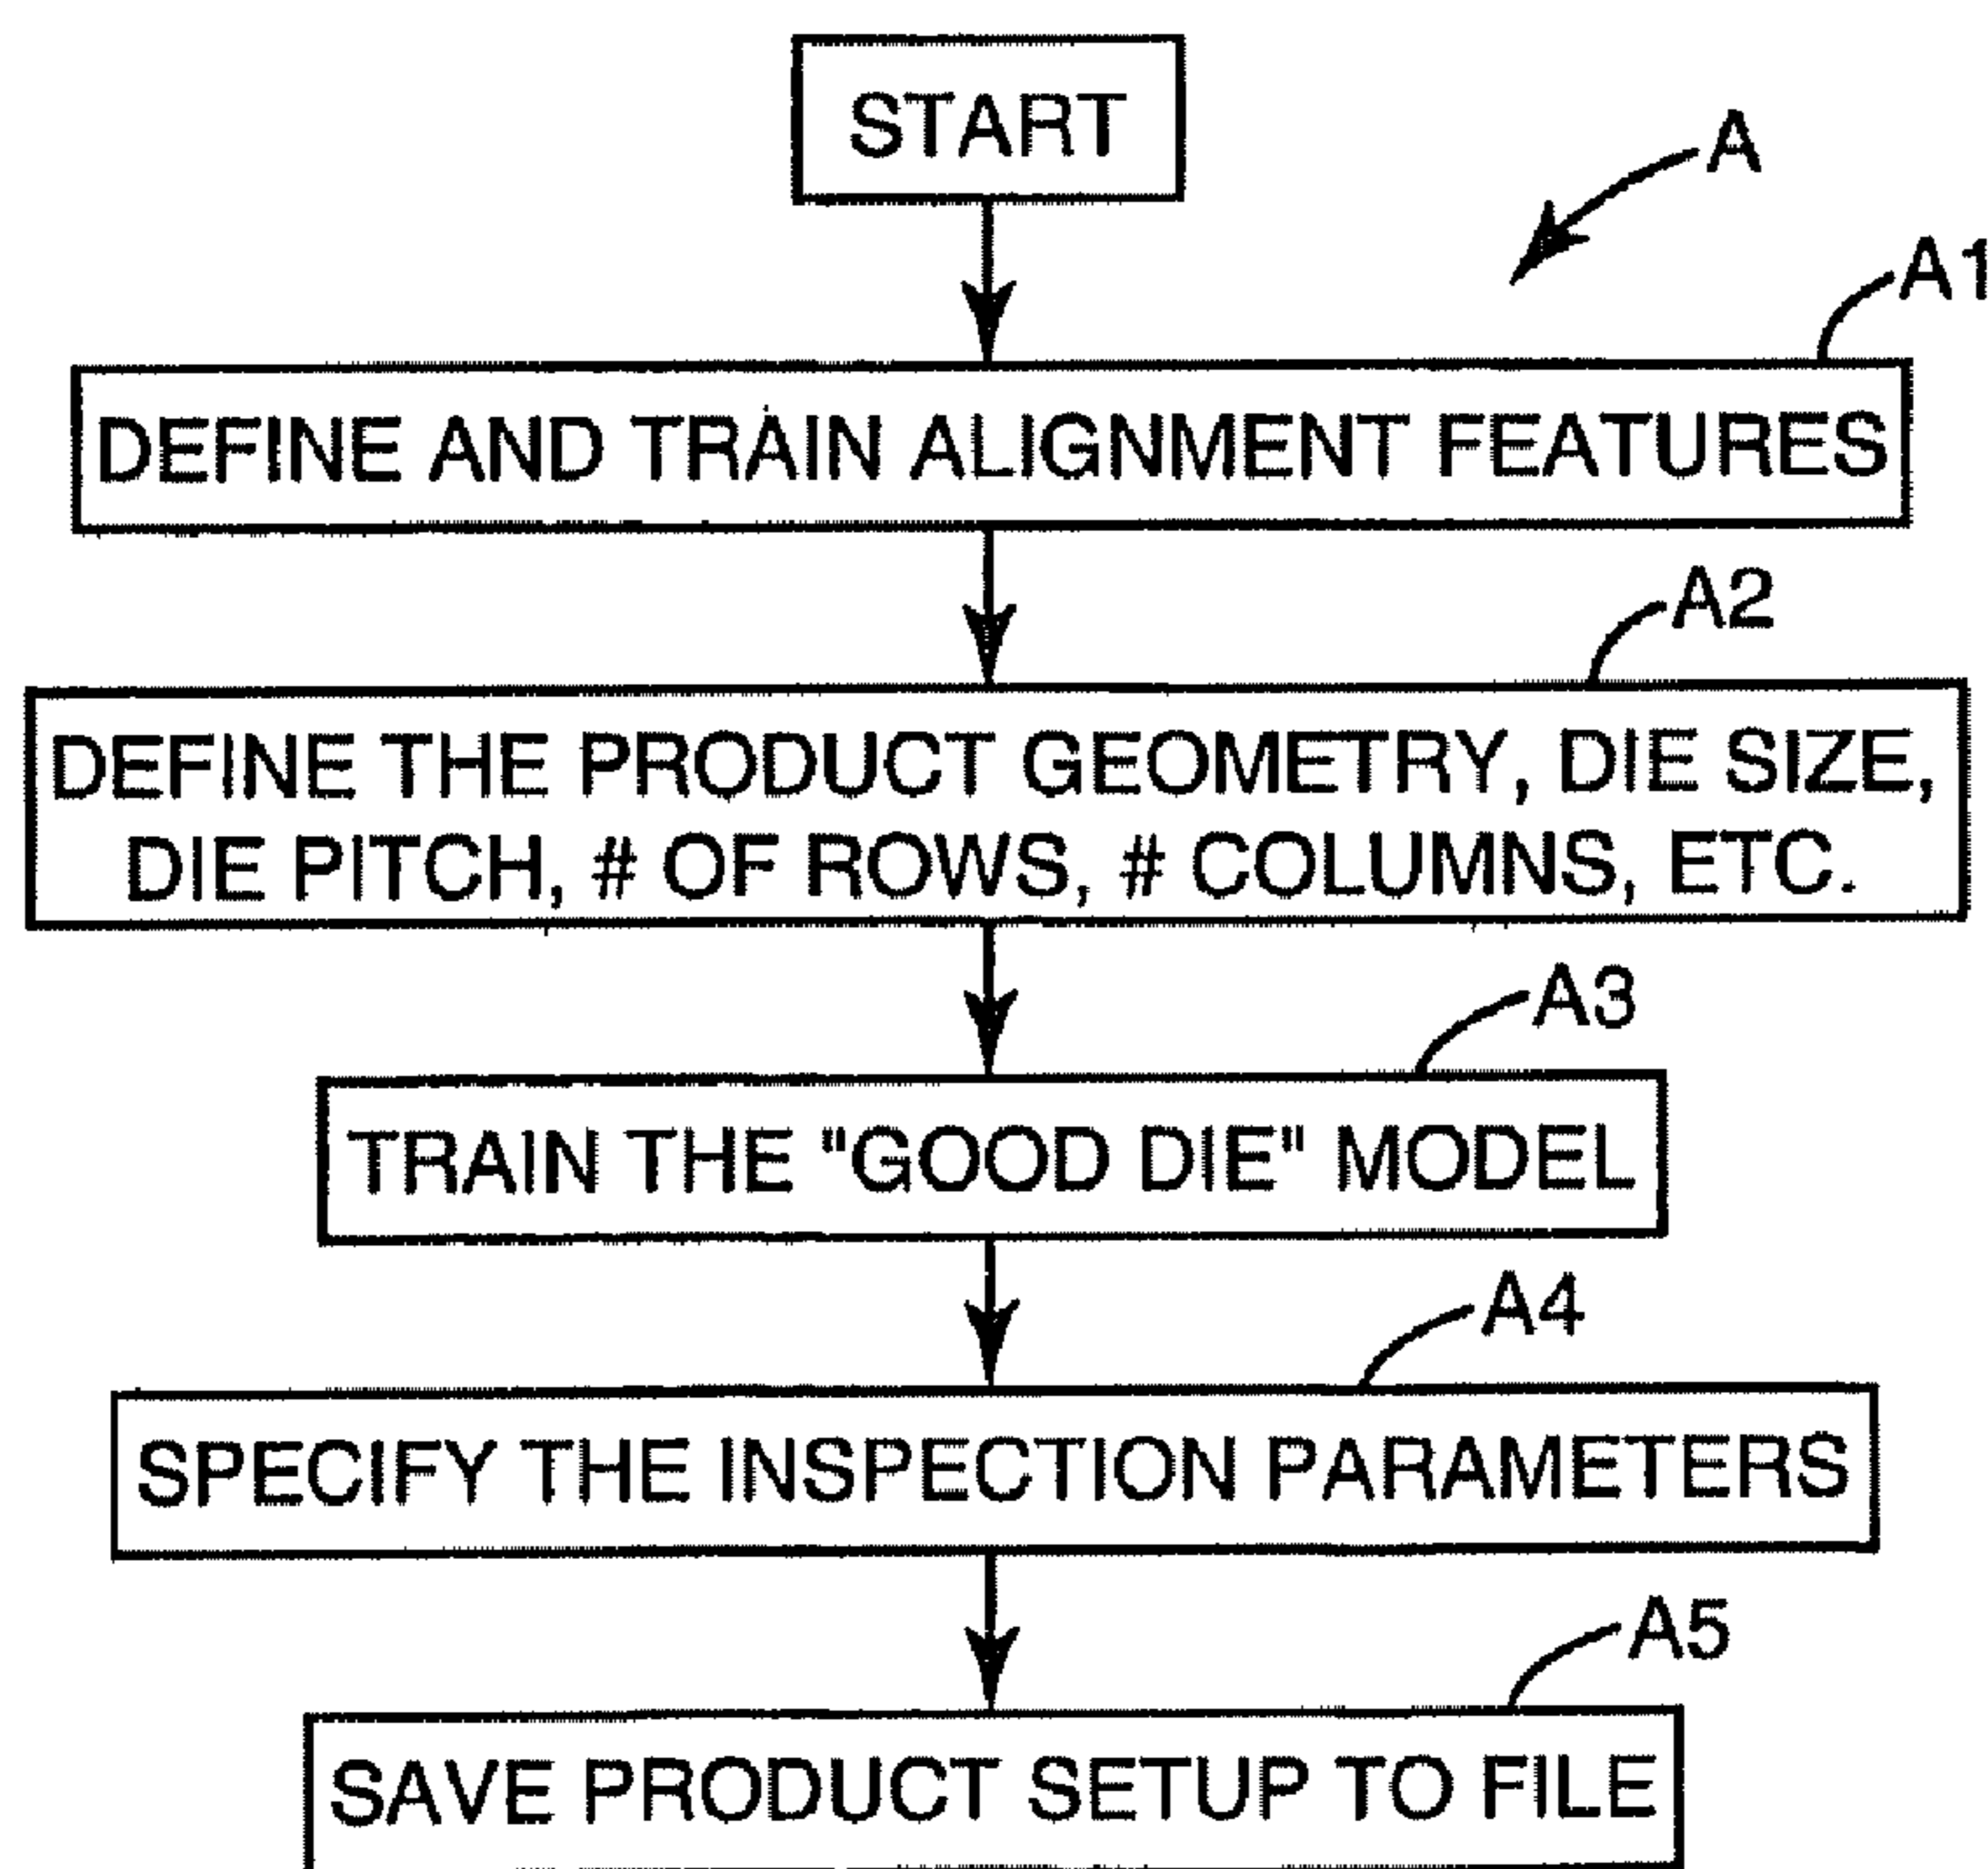 START
A
A1
DEFINE AND TRAIN ALIGNMENT FEATURES
A2
DEFINE THE PRODUCT GEOMETRY, DIE SIZE,
DIE PITCH, # OF ROWS, # COLUMNS, ETC.
A3
TRAIN THE "GOOD DIE" MODEL
A4
SPECIFY THE INSPECTION PARAMETERS
A5
SAVE PRODUCT SETUP TO FILE